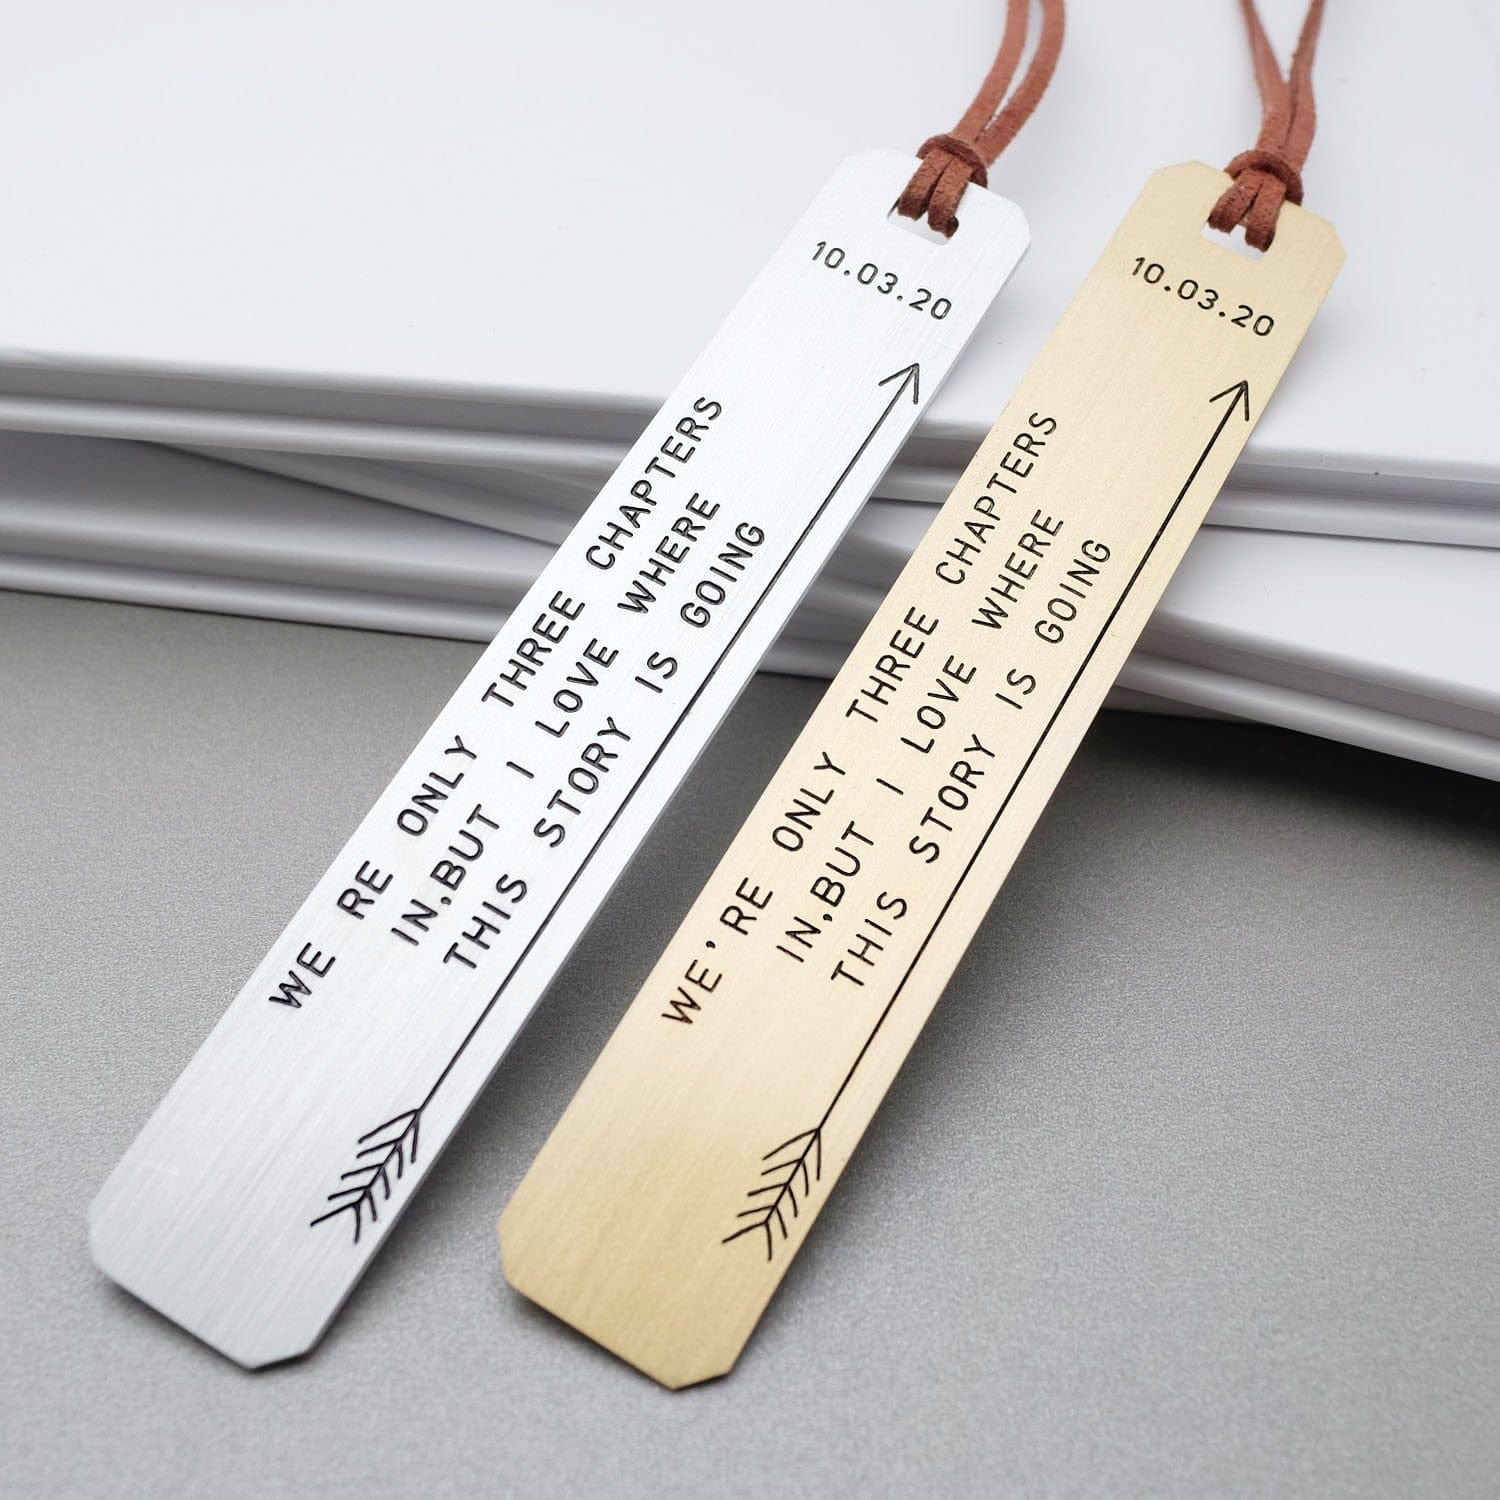 10.03.20
WE RE ONLY THREE CHAPTERS
IN,BUT I LOVE WHERE
THIS STORY IS GOING
10.03.20
WE'RE ONLY THREE CHAPTERS
IN,BUT I LOVE WHERE
THIS STORY IS GOING